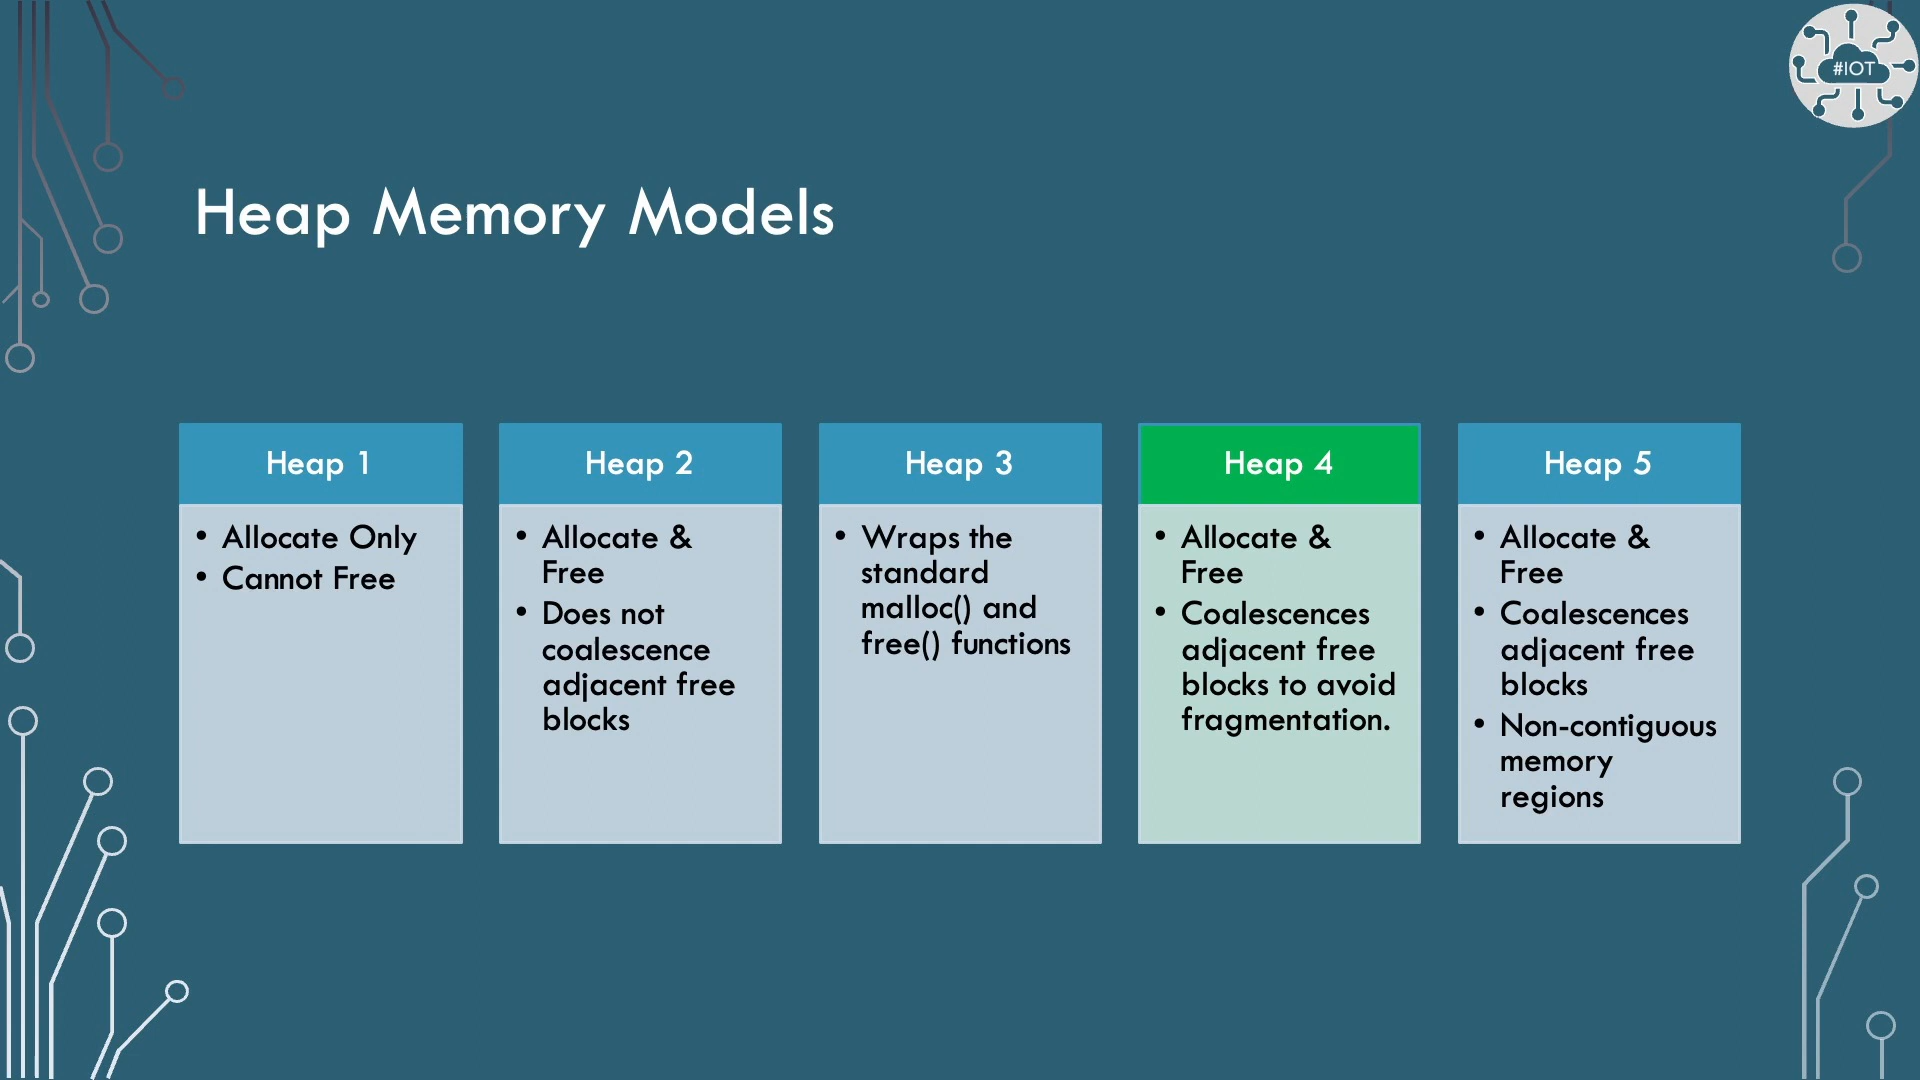 #IOT
Heap Memory Models
Heap 1
• Allocate Only
• Cannot Free
Heap 2
• Allocate &
Free
• Does not
coalescence
adjacent free
blocks
Heap 3
• Wraps the
standard
malloc() and
free() functions
Heap 4
• Allocate &
Free
• Coalescences
adjacent free
blocks to avoid
fragmentation.
Heap 5
• Allocate &
Free
• Coalescences
adjacent free
blocks
• Non-contiguous
memory
regions